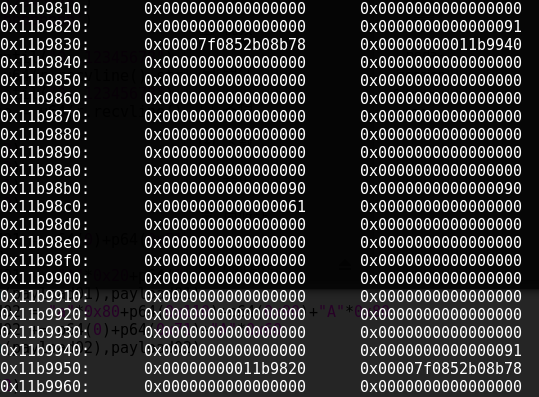 0x11b9810: 0x0000000000000000 0x0000000000000000
0x11b9820: 0x0000000000000000 0x0000000000000091
0x11b9830: 0x00007f0852b08b78 0x00000000011b9940
0x11b9840: 0x0000000000000000 0x0000000000000000
0x11b9850: 0x0000000000000000 0x0000000000000000
0x11b9860: 0x0000000000000000 0x0000000000000000
0x11b9870: 0x0000000000000000 0x0000000000000000
0x11b9880: 0x0000000000000000 0x0000000000000000
0x11b9890: 0x0000000000000000 0x0000000000000000
0x11b98a0: 0x0000000000000000 0x0000000000000000
0x11b98b0: 0x0000000000000090 0x0000000000000090
0x11b98c0: 0x0000000000000061 0x0000000000000000
0x11b98d0: 0x0000000000000000 0x0000000000000000
0x11b98e0: 0x0000000000000000 0x0000000000000000
0x11b98f0: 0x0000000000000000 0x0000000000000000
0x11b9900: 0x0000000000000000 0x0000000000000000
0x11b9910: 0x0000000000000000 0x0000000000000000
0x11b9920: 0x0000000000000000 0x0000000000000000
0x11b9930: 0x0000000000000000 0x0000000000000000
0x11b9940: 0x0000000000000000 0x0000000000000091
0x11b9950: 0x00000000011b9820 0x00007f0852b08b78
0x11b9960: 0x0000000000000000 0x0000000000000000